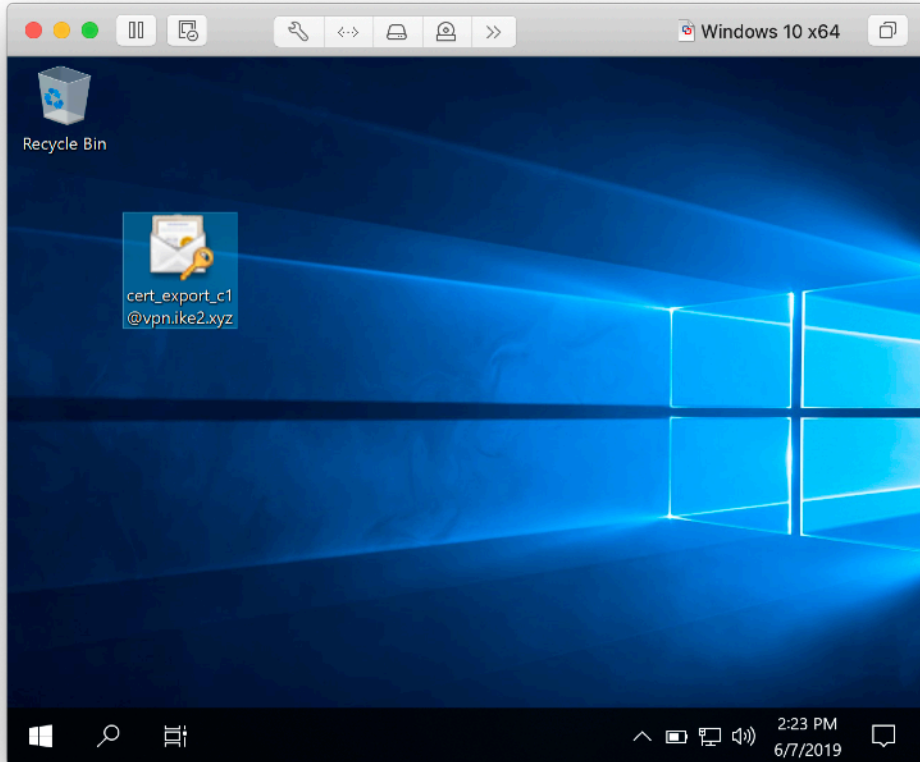 Windows 10 x64
Recycle Bin
cert_export_c1
@vpn.ike2.xyz
2:23 PM
6/7/2019